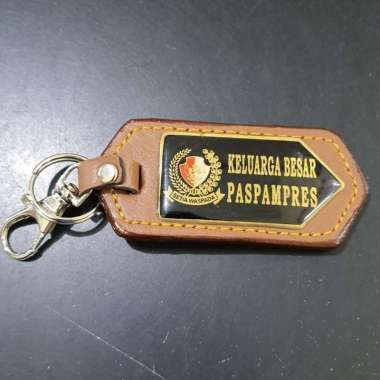 KELUARGA BESAR
PASPAMPRES
SETIA WASPADA